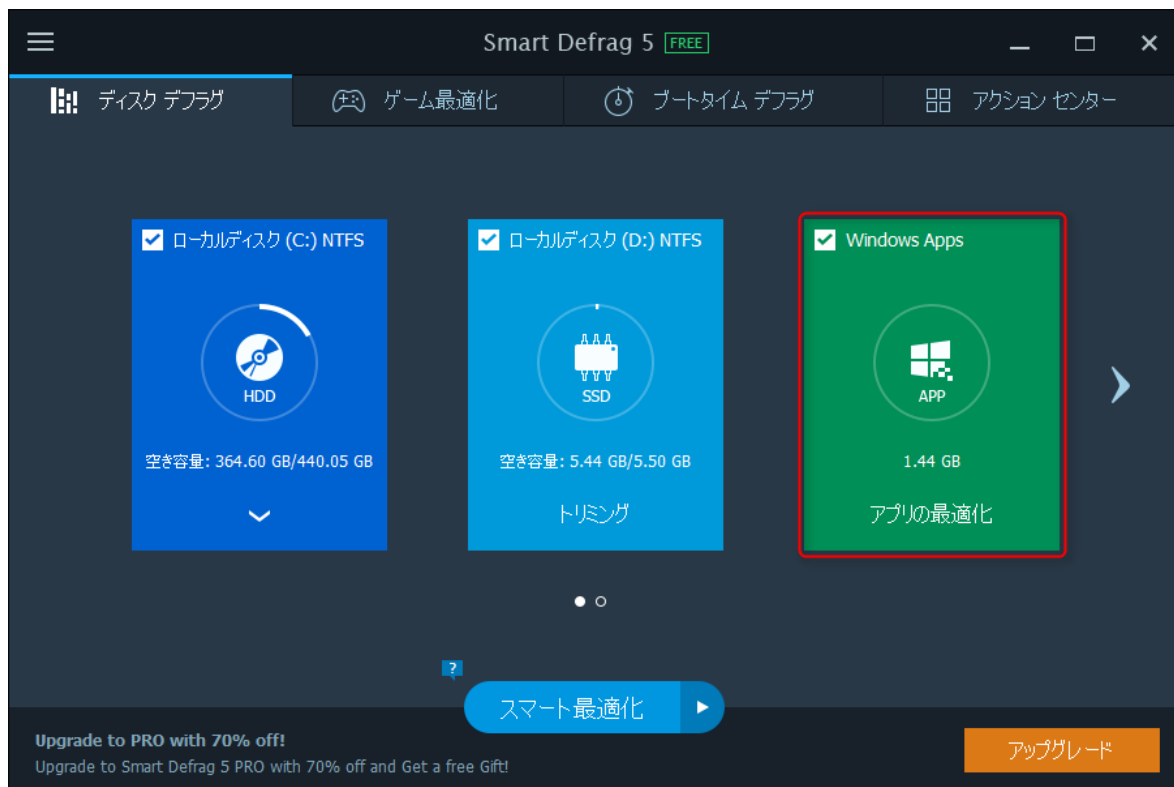 Smart Defrag 5 FREE
ディスク デフラグ
ゲーム最適化
ブートタイム デフラグ
アクション センター
ローカルディスク (C:) NTFS
HDD
空き容量: 364.60 GB/440.05 GB
ローカルディスク (D:) NTFS
SSD
空き容量: 5.44 GB/5.50 GB
トリミング
Windows Apps
APP
1.44 GB
アプリの最適化
?
スマート最適化
Upgrade to PRO with 70% off!
Upgrade to Smart Defrag 5 PRO with 70% off and Get a free Gift!
アップグレード